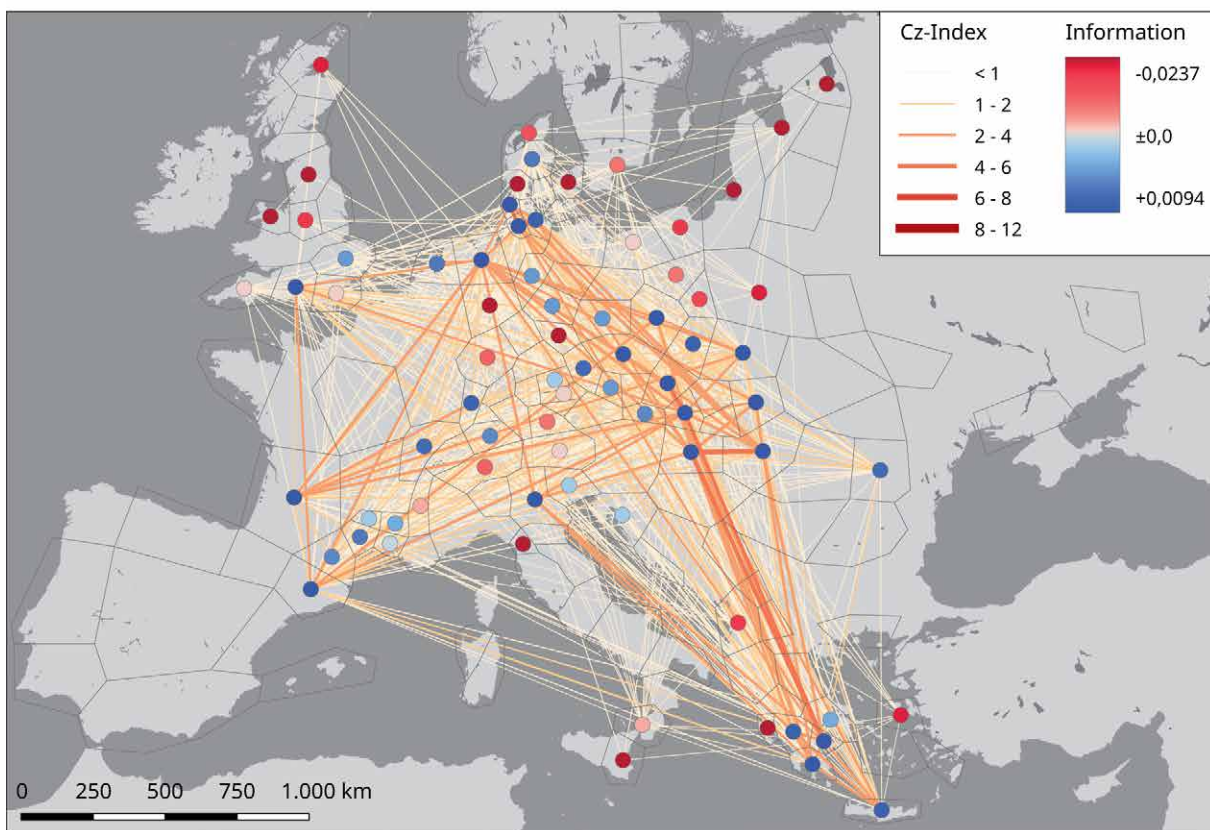 Cz-Index
< 1
1 - 2
2 - 4
4 - 6
6 - 8
8 - 12
Information
-0,0237
±0,0
+0,0094
0 250 500 750 1.000 km